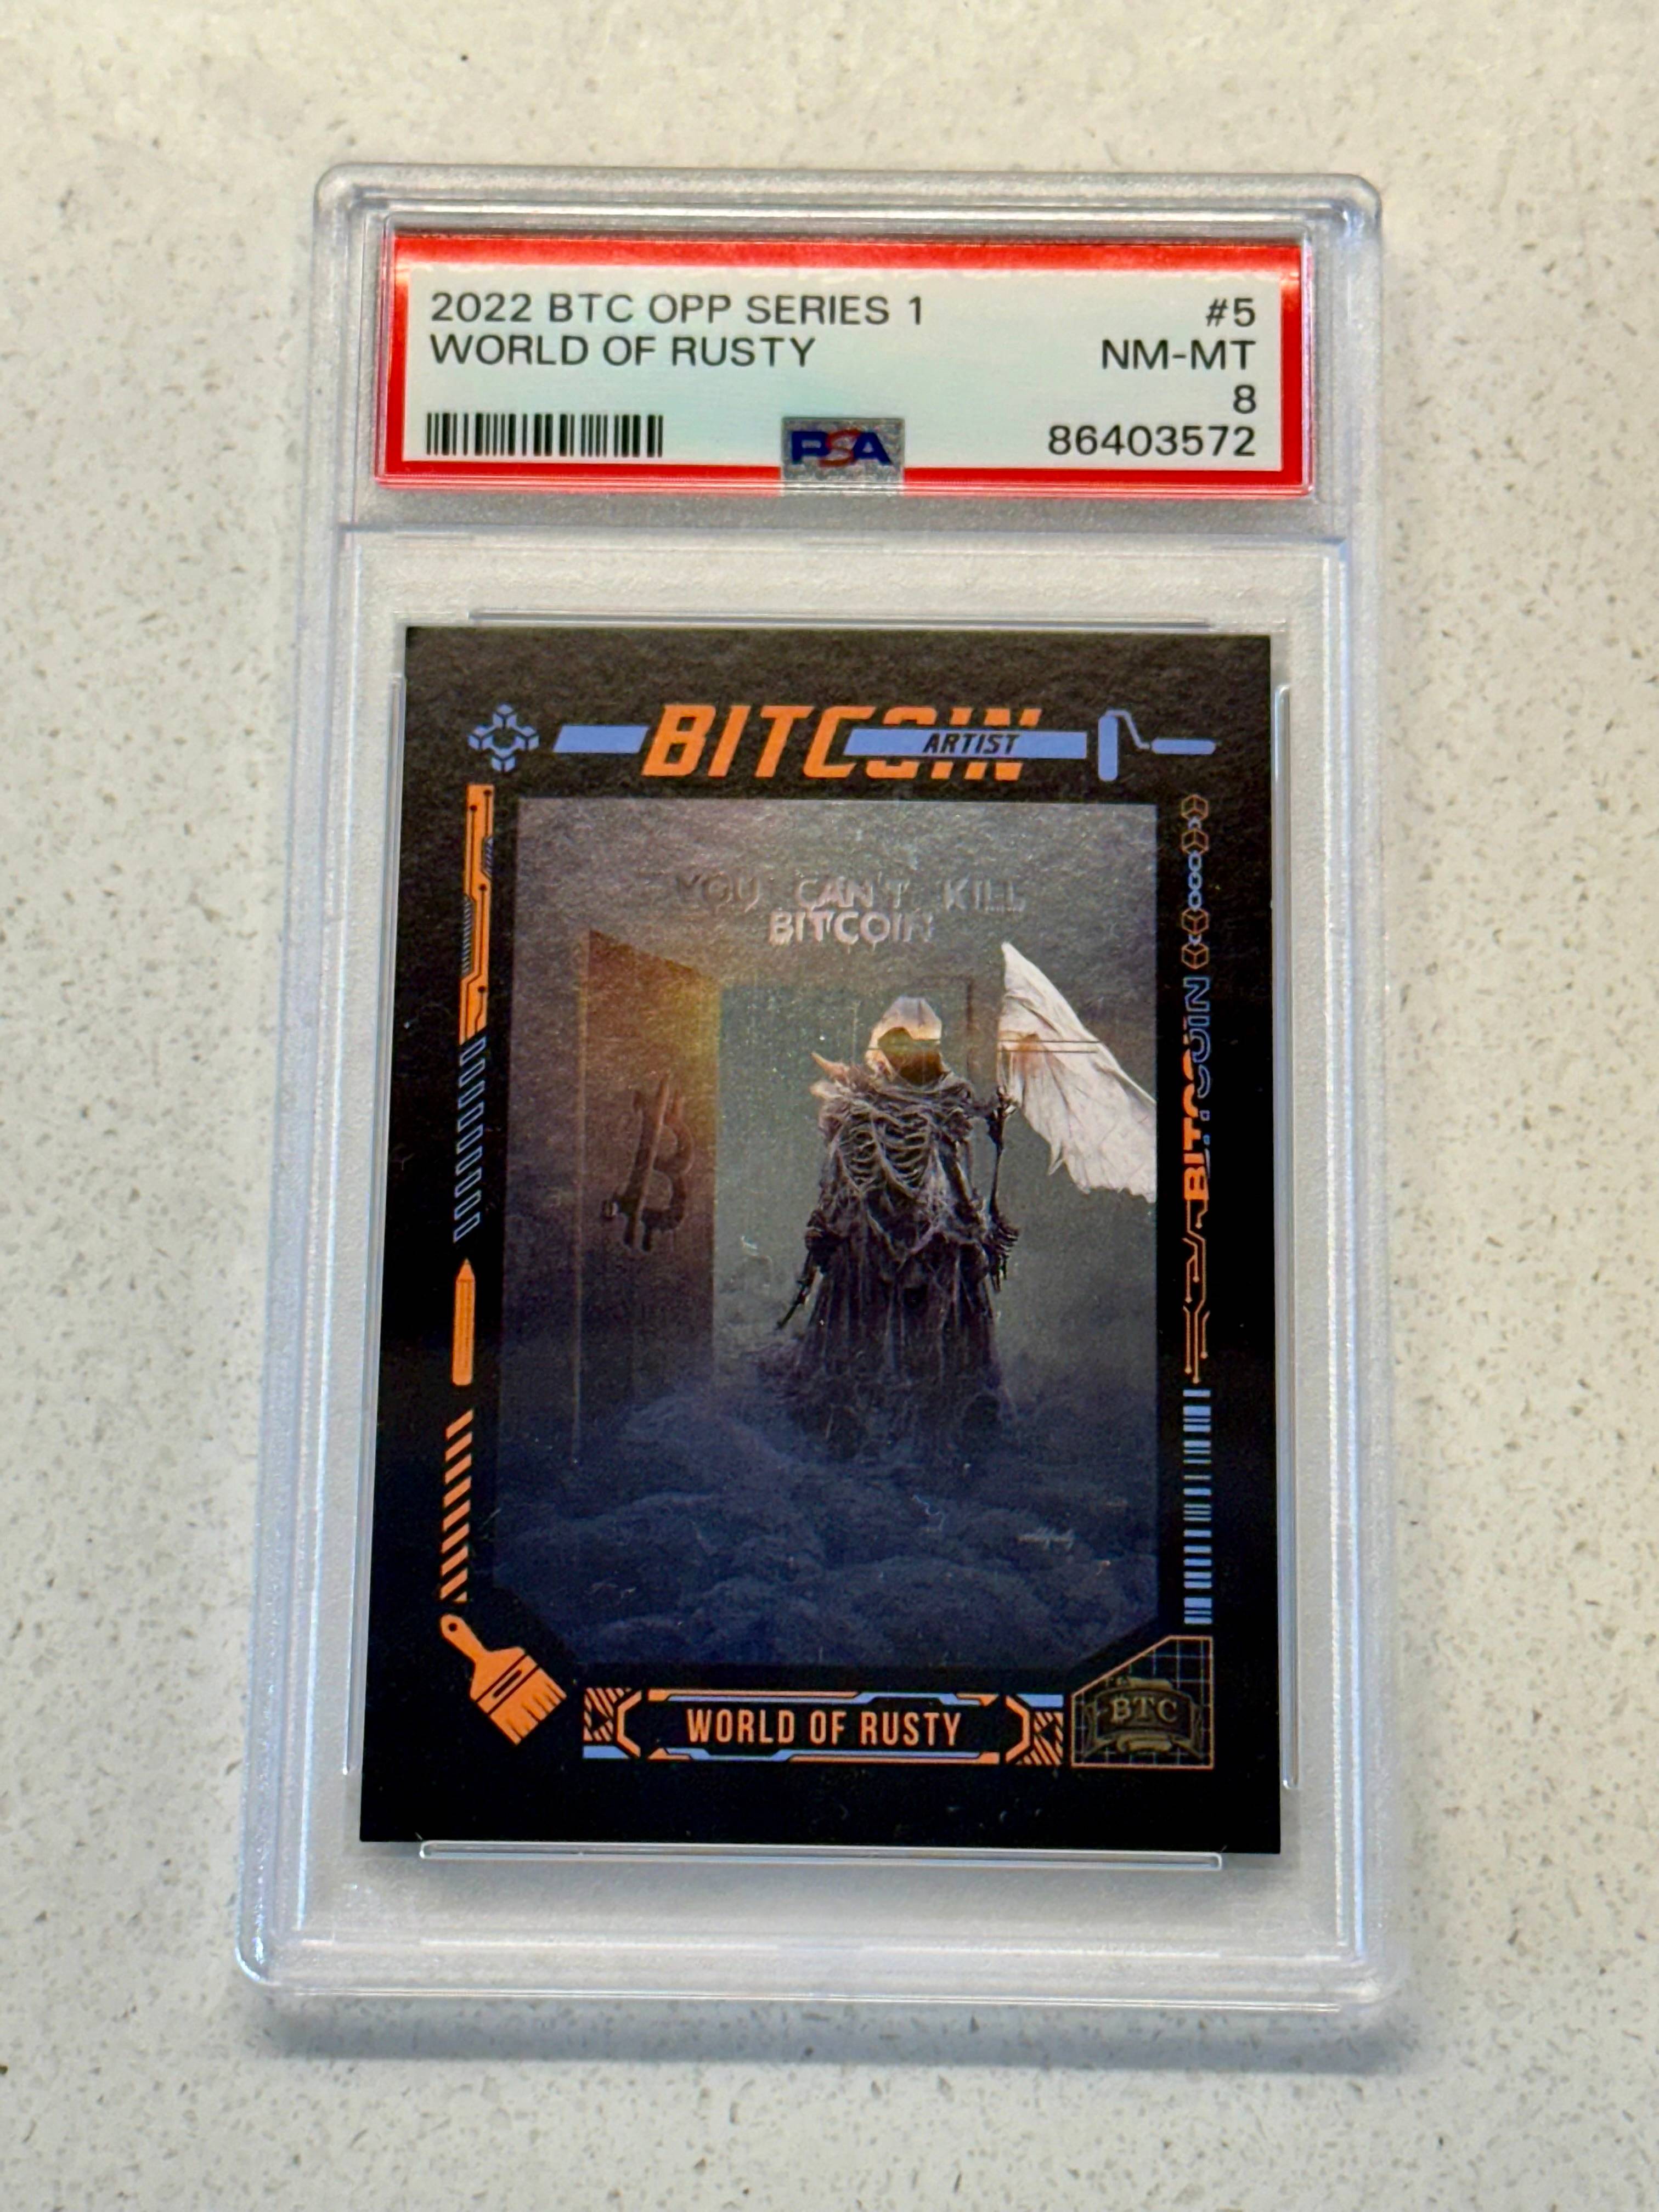 2022 BTC OPP SERIES 1 #5
WORLD OF RUSTY NM-MT
8
PSA 86403572
BITCOIN
ARTIST
YOU CAN'T KILL
BITCOIN
BITCOIN
WORLD OF RUSTY
BTC